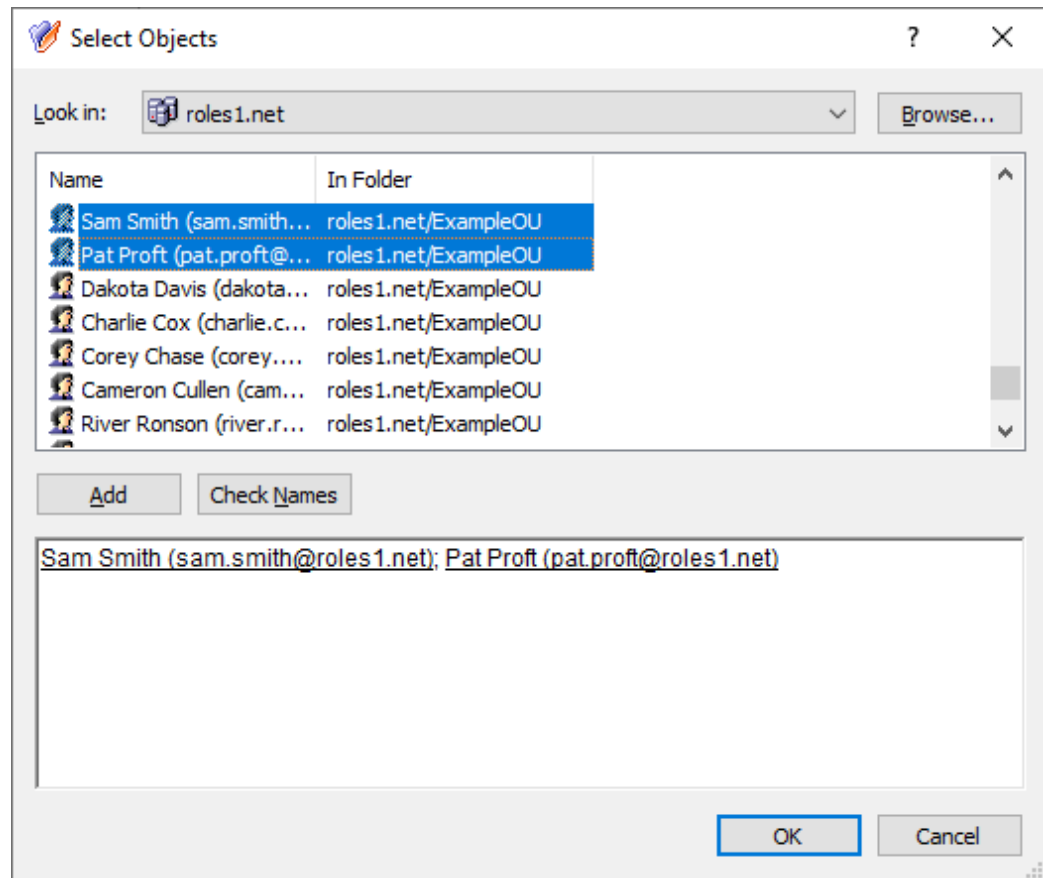 Select Objects ?
Look in: roles1.net Browse...
Name In Folder
Sam Smith (sam.smith... roles1.net/ExampleOU
Pat Proft (pat.proft@... roles1.net/ExampleOU
Dakota Davis (dakota... roles1.net/ExampleOU
Charlie Cox (charlie.c... roles1.net/ExampleOU
Corey Chase (corey.... roles1.net/ExampleOU
Cameron Cullen (cam... roles1.net/ExampleOU
River Ronson (river.r... roles1.net/ExampleOU
Add Check Names
Sam Smith (sam.smith@roles1.net); Pat Proft (pat.proft@roles1.net)
OK Cancel